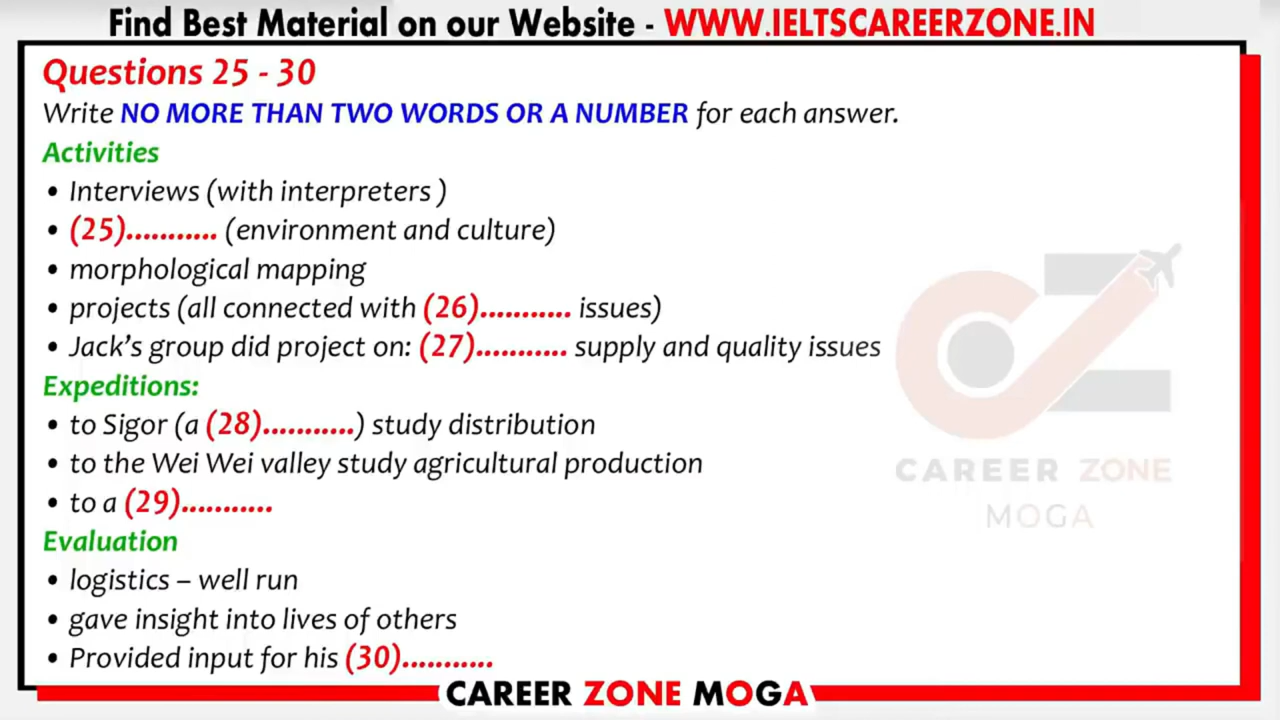 Find Best Material on our Website - WWW.IELTSCAREERZONE.IN
Questions 25 - 30
Write NO MORE THAN TWO WORDS OR A NUMBER for each answer.
Activities
• Interviews (with interpreters )
• (25)........... (environment and culture)
• morphological mapping
• projects (all connected with (26)........... issues)
• Jack's group did project on: (27)........... supply and quality issues
Expeditions:
• to Sigor (a (28)...........) study distribution
• to the Wei Wei valley study agricultural production
• to a (29)...........
Evaluation
• logistics – well run
• gave insight into lives of others
• Provided input for his (30)...........
CZ
CAREER ZONE
MOGA
CAREER ZONE MOGA